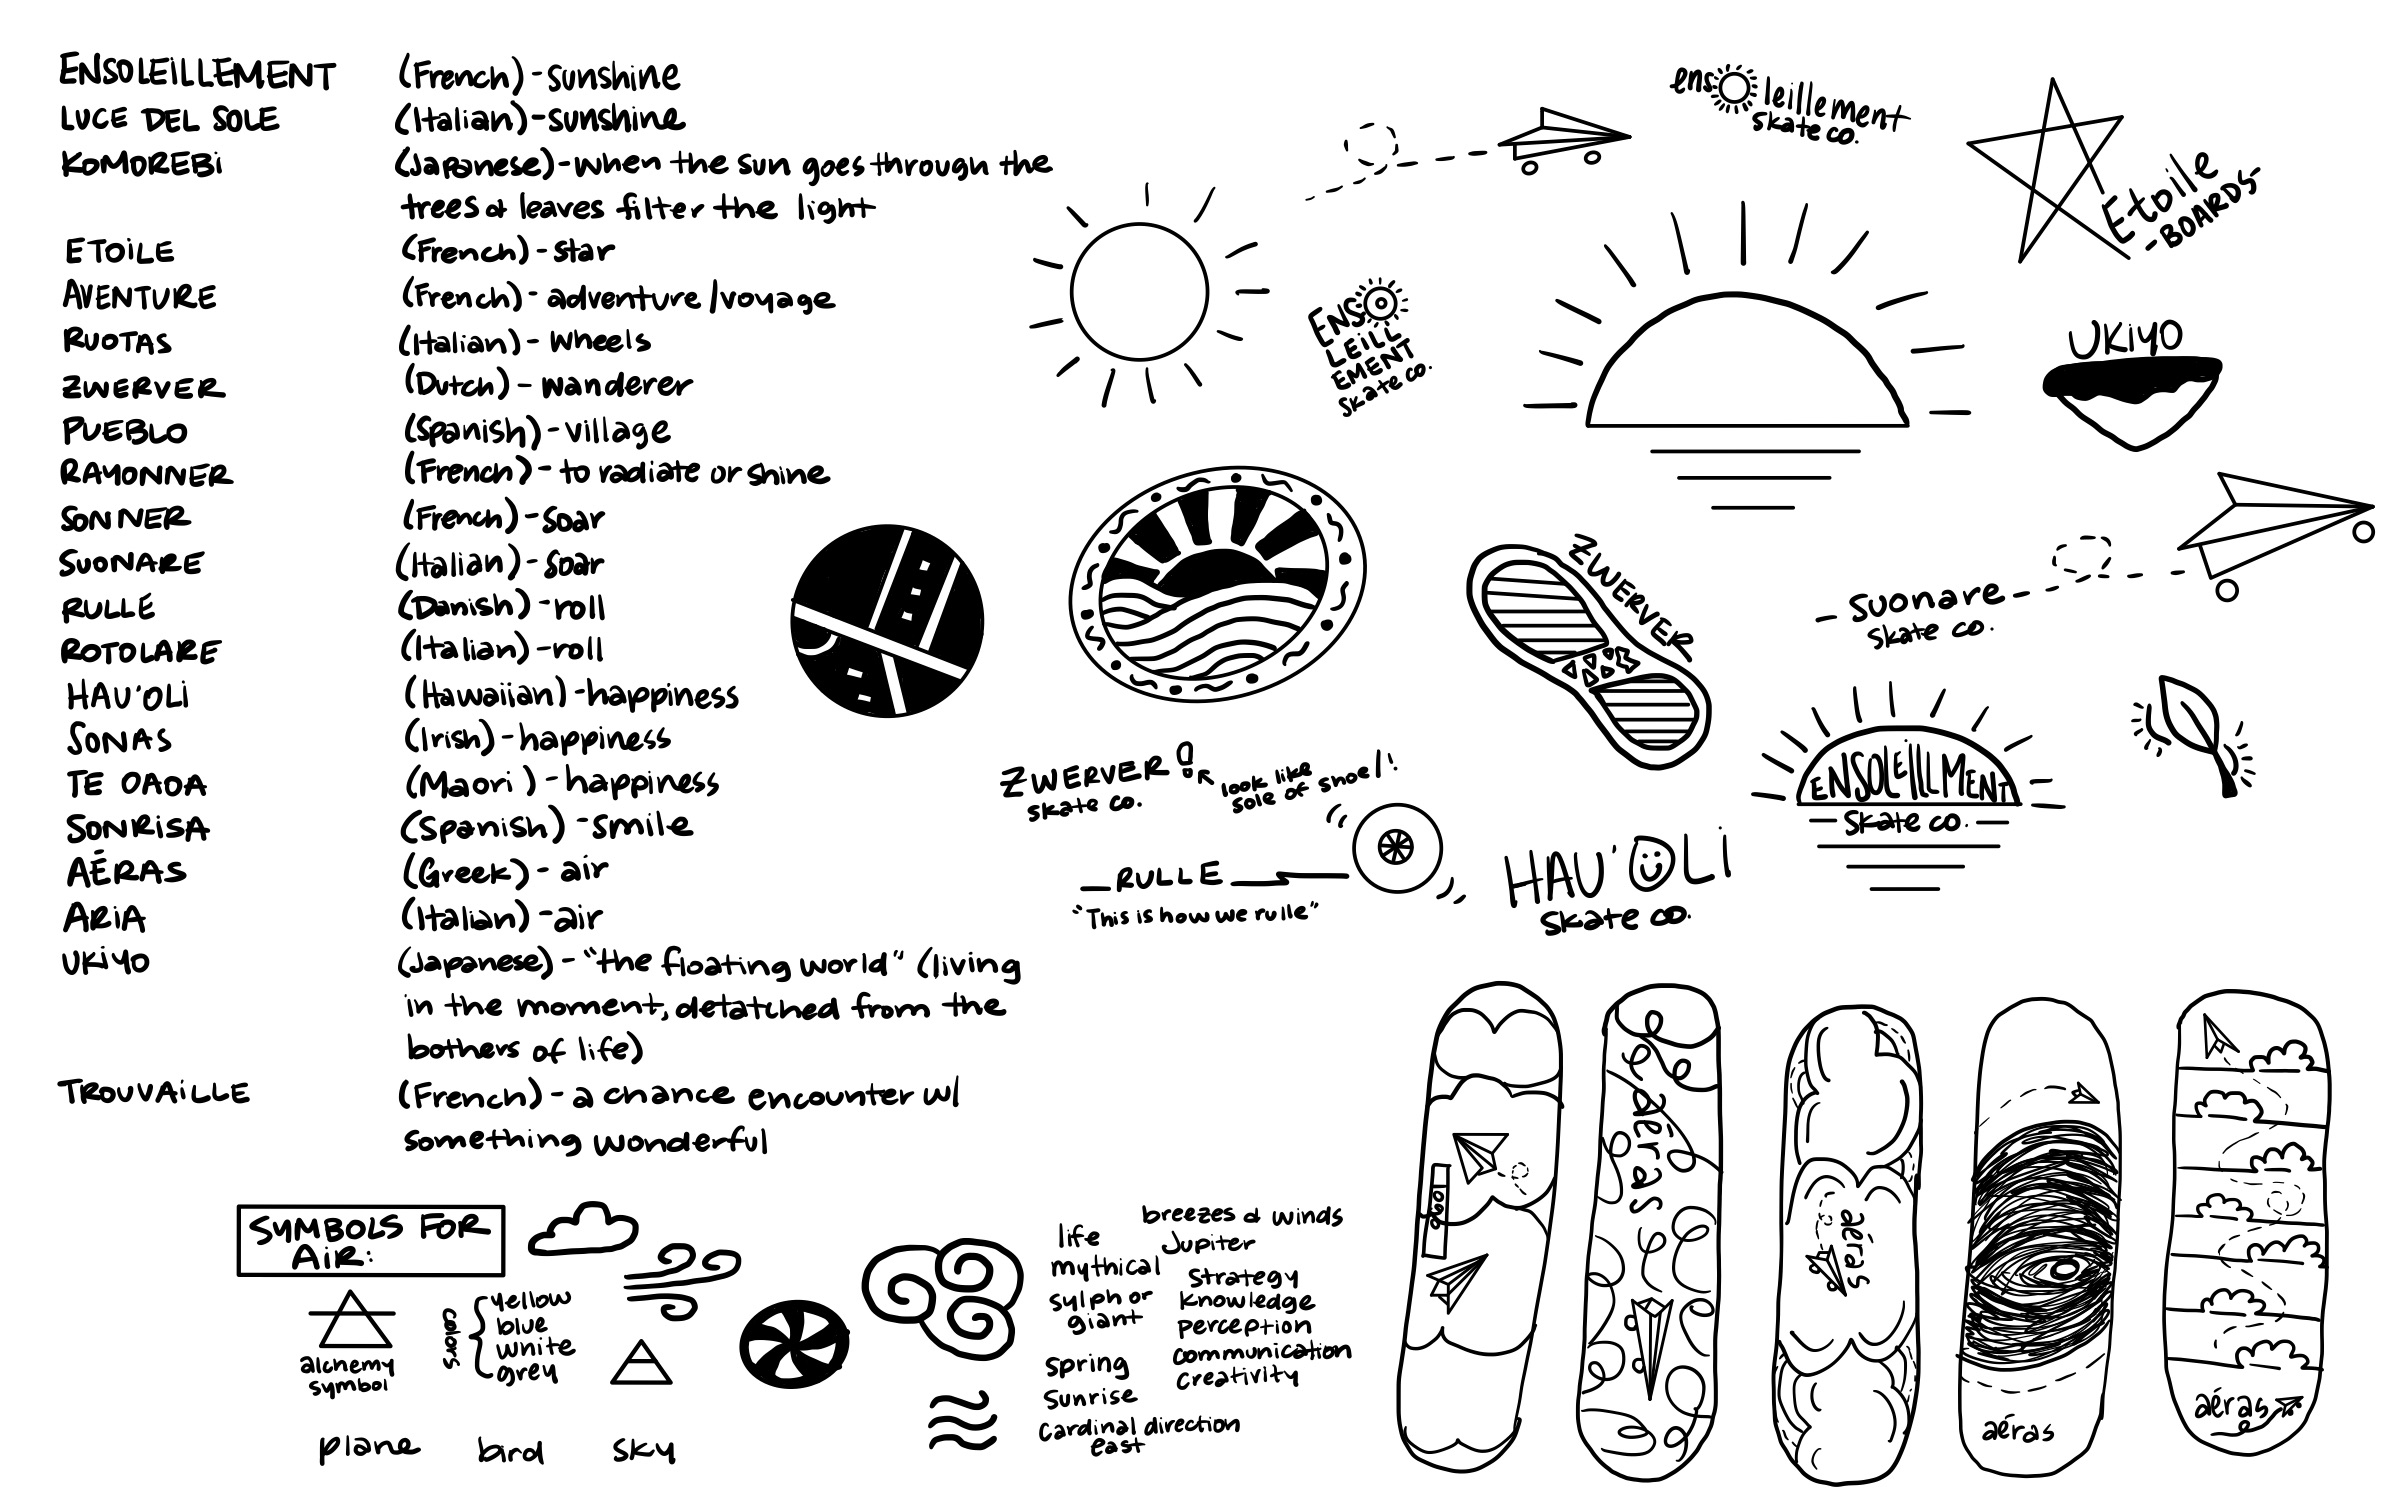 ENSOLEiLLEMENT (French) - sunshine
LUCE DEL SOLE (Italian) - sunshine
KOMOREBi (Japanese) - when the sun goes through the
trees & leaves filter the light
ETOiLE (French) - star
AVENTURE (French) - adventure/voyage
RUOTAS (Italian) - wheels
ZWERVER (Dutch) - wanderer
PUEBLO (Spanish) - village
RAYONNER (French) - to radiate or shine
SONNER (French) - soar
SUONARE (Italian) - soar
RULLE (Danish) - roll
ROTOLARE (Italian) - roll
HAU'OLi (Hawaiian) - happiness
SONAS (Irish) - happiness
TE OAOA (Maori) - happiness
SONRiSA (Spanish) - smile
AÉRAS (Greek) - air
ARiA (Italian) - air
UKiYO (Japanese) - "the floating world" (living
in the moment, detatched from the
bothers of life)
TROUVAiLLE (French) - a chance encounter w/
something wonderful
ensoleillement
skate co.
Etoile
-BOARDS-
ENSO
LEiLL
EMENT
skate co.
UKiYO
ZWERVER
suonare
skate co.
ZWERVER
skate co.
look like
sole of shoe!!
ENSOLEILLMENT
skate co.
RULLE
"This is how we rulle"
HAU'OLi
skate co.
SYMBOLS FOR
AiR:
alchemy
symbol
colors
yellow
blue
white
grey
plane
bird
sky
life
mythical
sylph or
giant
spring
sunrise
cardinal direction
east
breezes & winds
Jupiter
strategy
knowledge
perception
communication
creativity
aéras
aéras
aéras
aéras